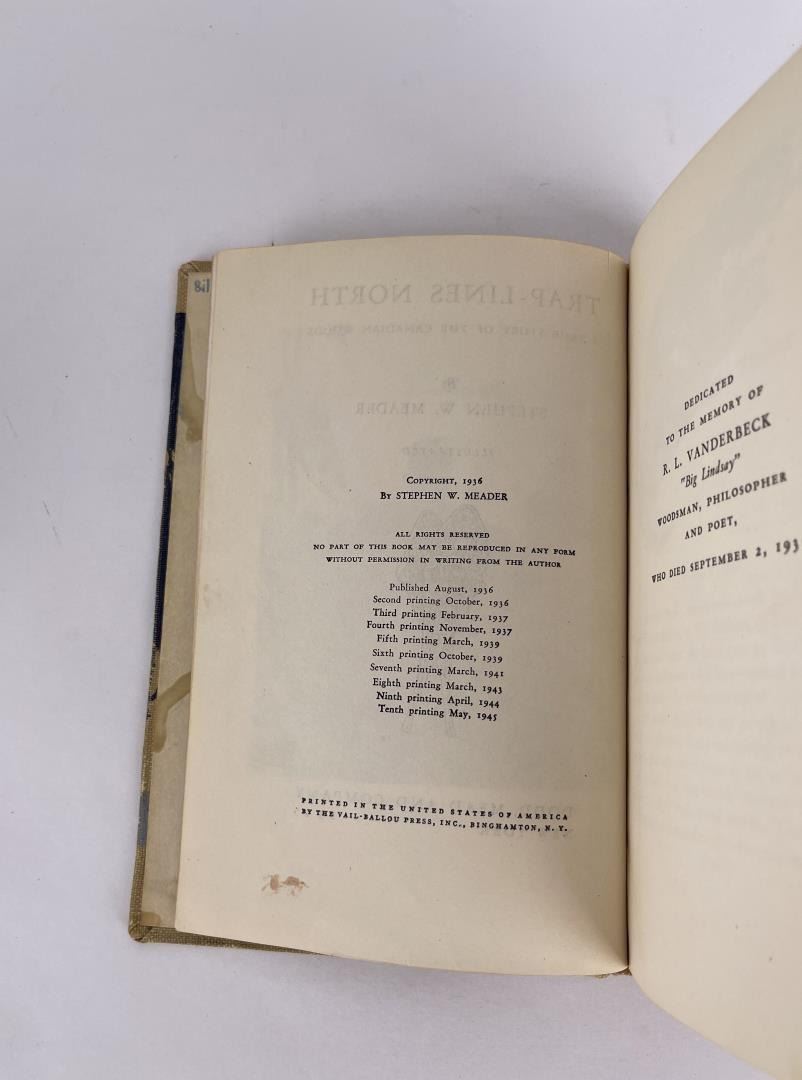 COPYRIGHT, 1936
BY STEPHEN W. MEADER
ALL RIGHTS RESERVED
NO PART OF THIS BOOK MAY BE REPRODUCED IN ANY FORM
WITHOUT PERMISSION IN WRITING FROM THE AUTHOR
Published August, 1936
Second printing October, 1936
Third printing February, 1937
Fourth printing November, 1937
Fifth printing March, 1939
Sixth printing October, 1939
Seventh printing March, 1941
Eighth printing March, 1943
Ninth printing April, 1944
Tenth printing May, 1945
PRINTED IN THE UNITED STATES OF AMERICA
BY THE VAIL-BALLOU PRESS, INC., BINGHAMTON, N. Y.
DEDICATED
TO THE MEMORY OF
R. L. VANDERBECK
"Big Lindsay"
WOODSMAN, PHILOSOPHER
AND POET,
WHO DIED SEPTEMBER 2, 193